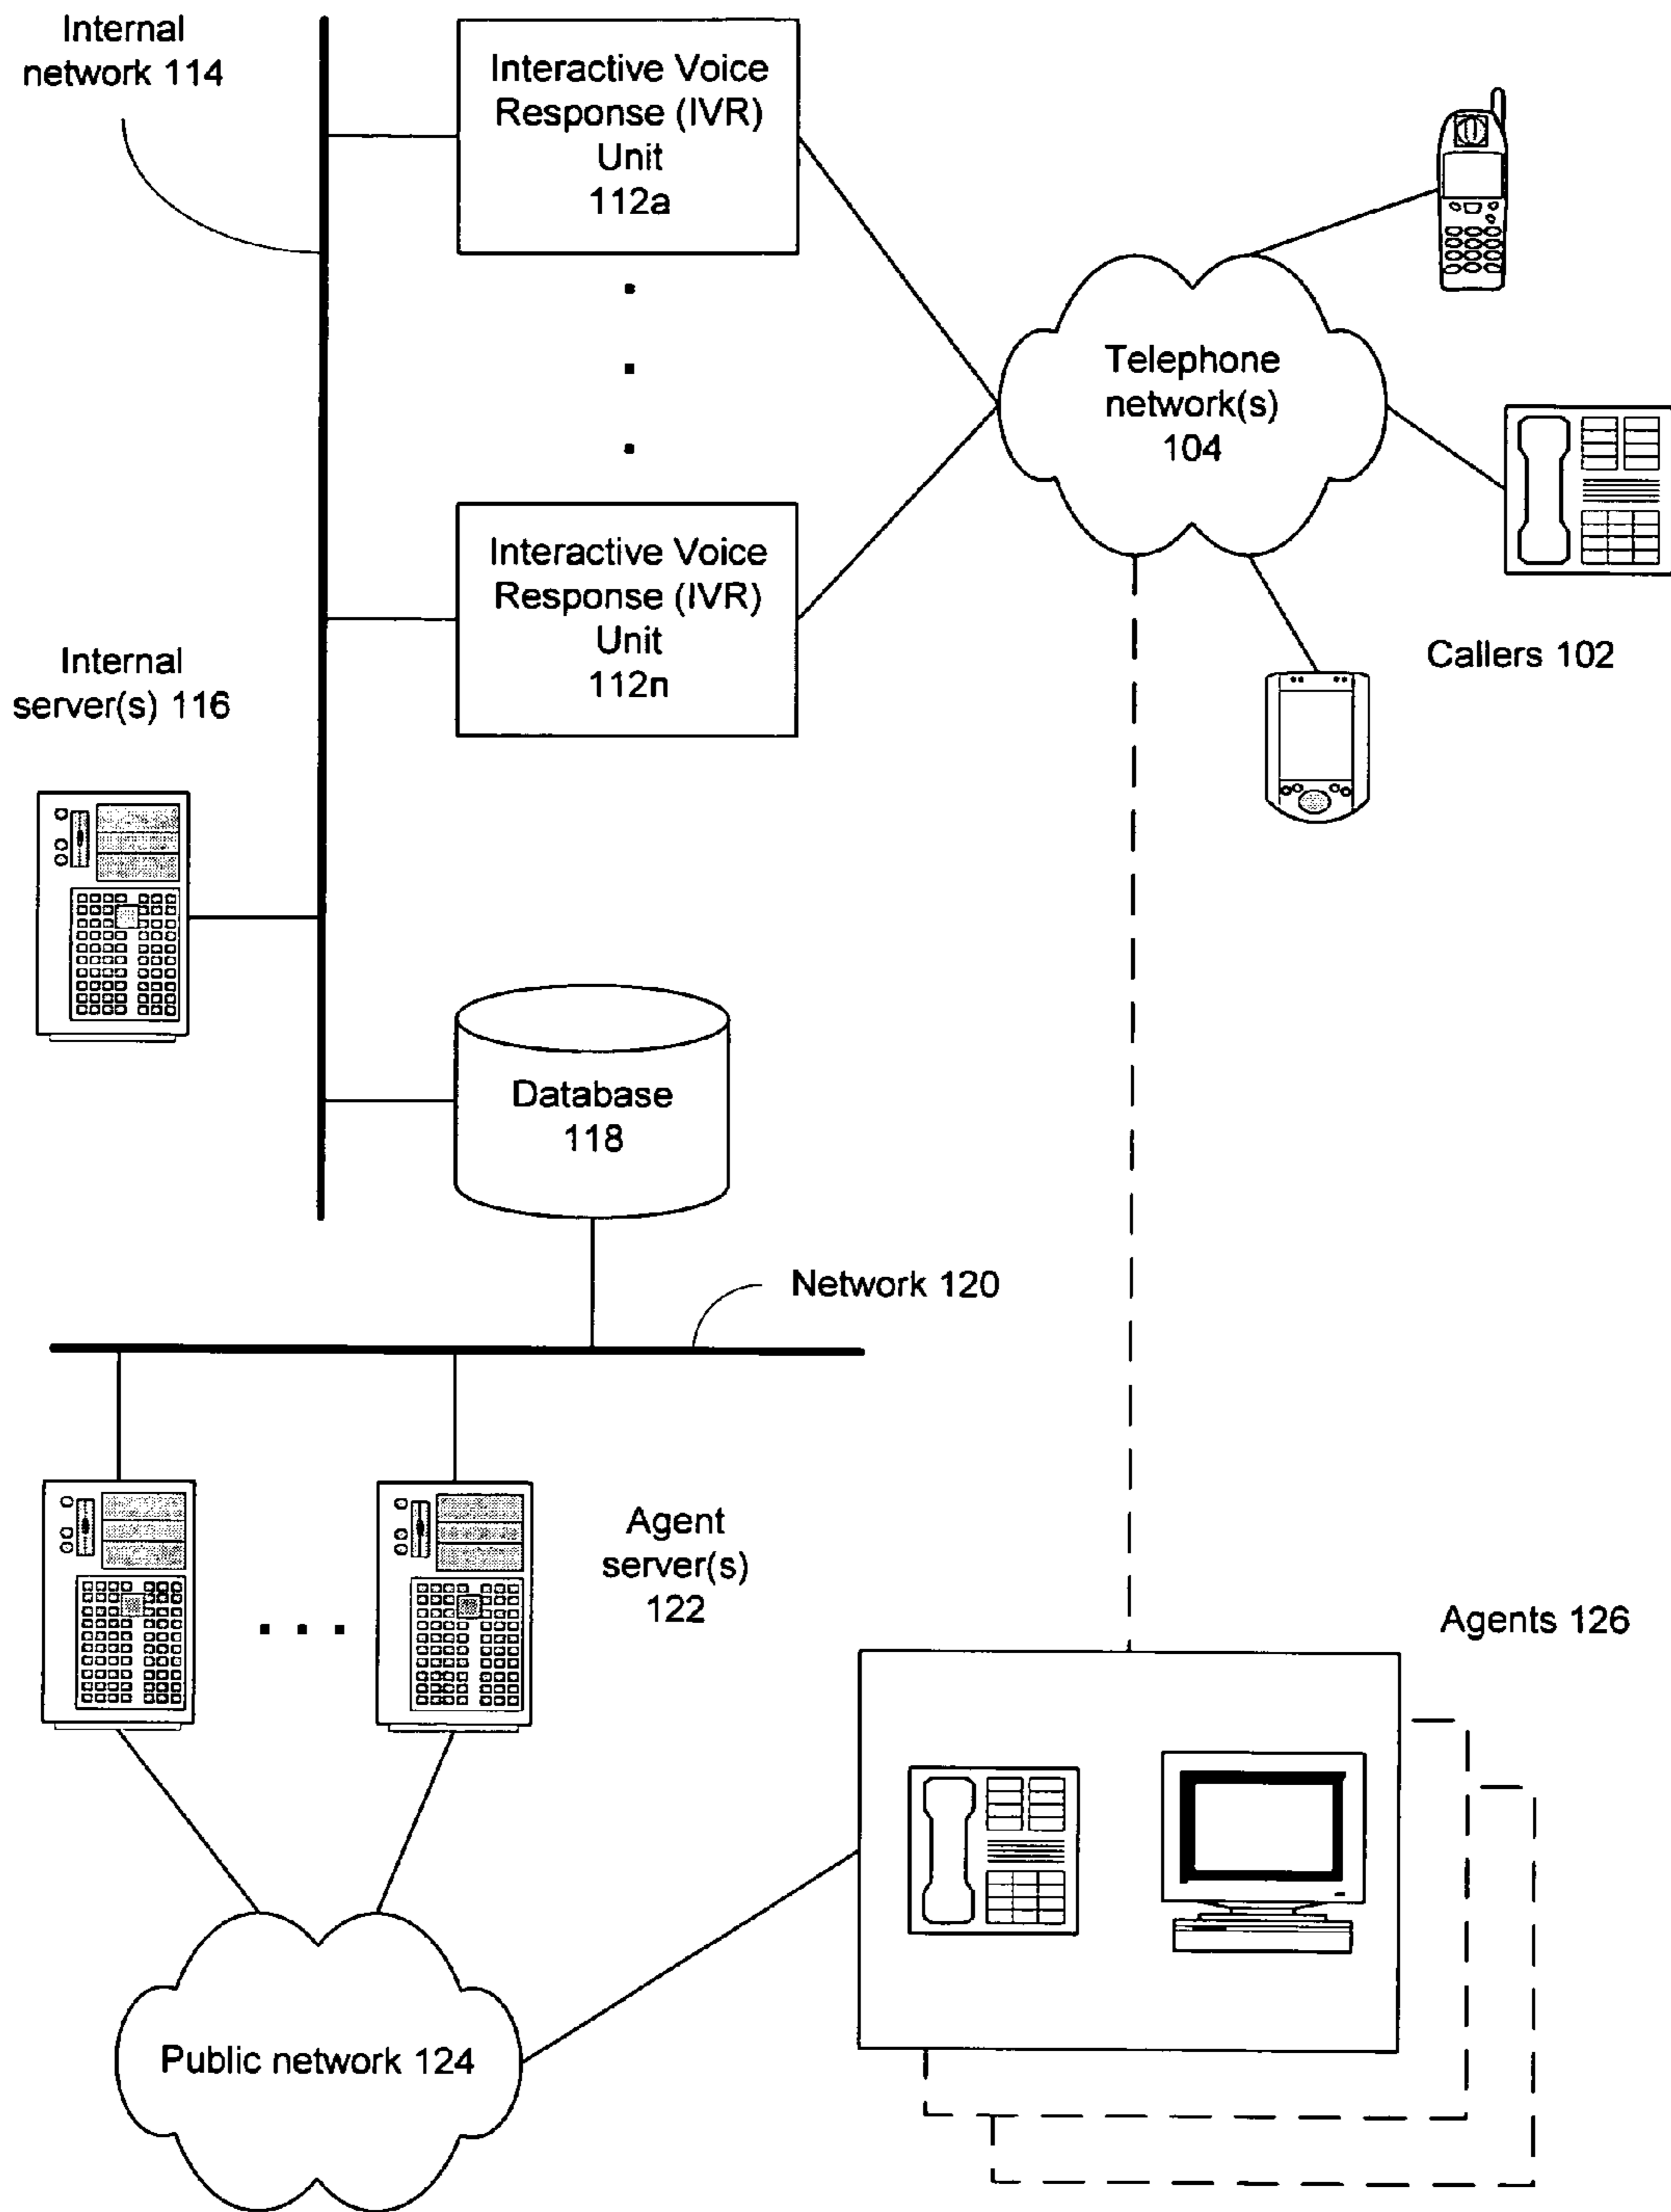 Internal
network 114
Interactive Voice
Response (IVR)
Unit
112a
Telephone
network(s)
104
Interactive Voice
Response (IVR)
Unit
112n
Callers 102
Internal
server(s) 116
Database
118
Network 120
Agent
server(s)
122
Agents 126
Public network 124